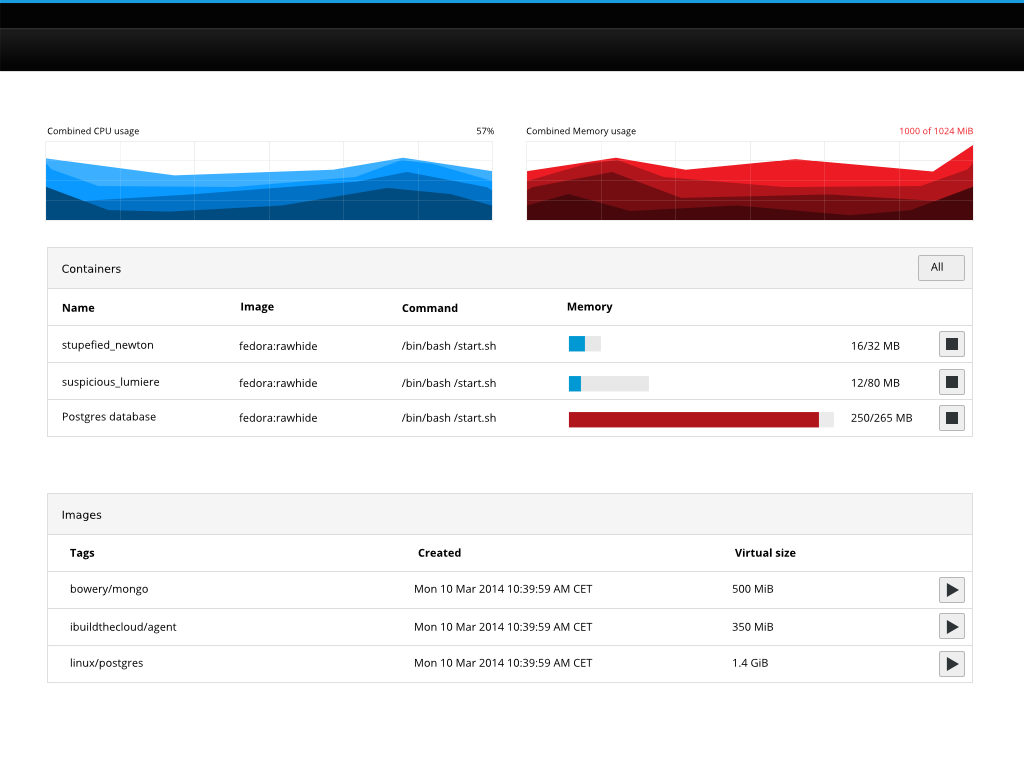 Combined CPU usage 57% Combined Memory usage 1000 of 1024 MiB
Containers All
Name Image Command Memory
stupefied_newton fedora:rawhide /bin/bash /start.sh 16/32 MB
suspicious_lumiere fedora:rawhide /bin/bash /start.sh 12/80 MB
Postgres database fedora:rawhide /bin/bash /start.sh 250/265 MB
Images
Tags Created Virtual size
bowery/mongo Mon 10 Mar 2014 10:39:59 AM CET 500 MiB
ibuildthecloud/agent Mon 10 Mar 2014 10:39:59 AM CET 350 MiB
linux/postgres Mon 10 Mar 2014 10:39:59 AM CET 1.4 GiB